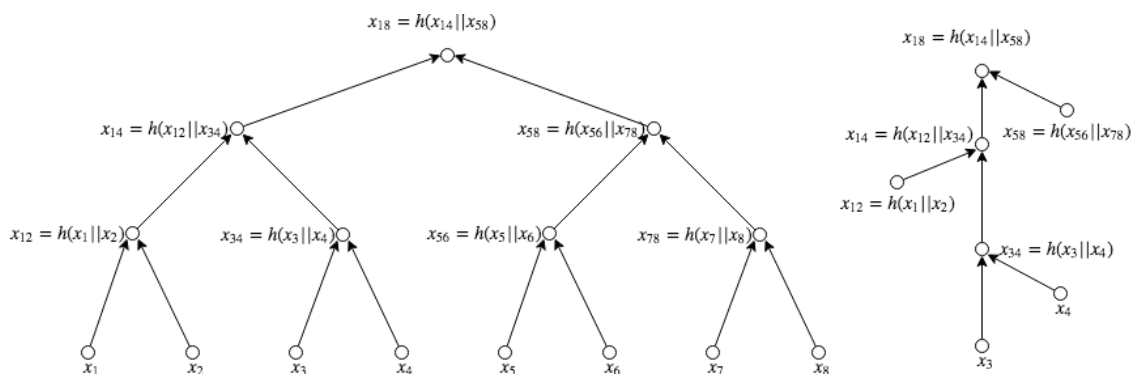 x₁₈ = h(x₁₄||x₅₈)
x₁₄ = h(x₁₂||x₃₄)
x₅₈ = h(x₅₆||x₇₈)
x₁₂ = h(x₁||x₂)
x₃₄ = h(x₃||x₄)
x₅₆ = h(x₅||x₆)
x₇₈ = h(x₇||x₈)
x₁
x₂
x₃
x₄
x₅
x₆
x₇
x₈
x₁₈ = h(x₁₄||x₅₈)
x₁₄ = h(x₁₂||x₃₄)
x₅₈ = h(x₅₆||x₇₈)
x₁₂ = h(x₁||x₂)
x₃₄ = h(x₃||x₄)
x₄
x₃